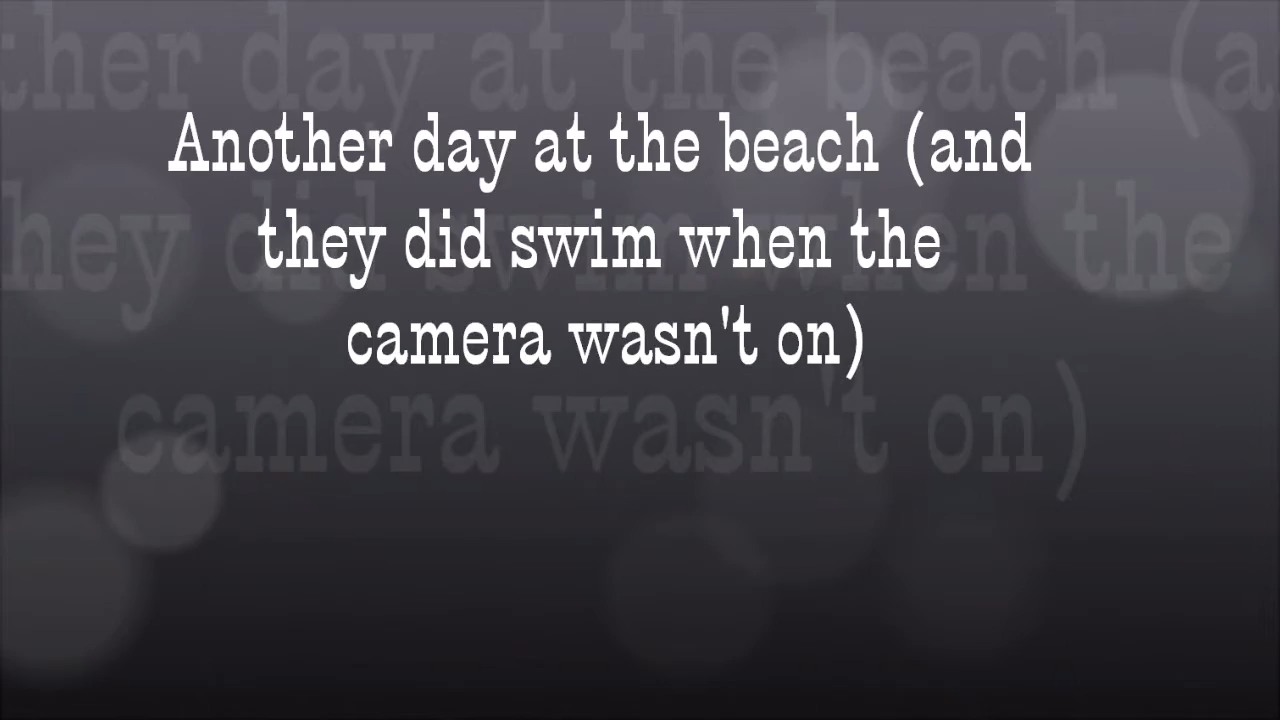 Another day at the beach (and
they did swim when the
camera wasn't on)